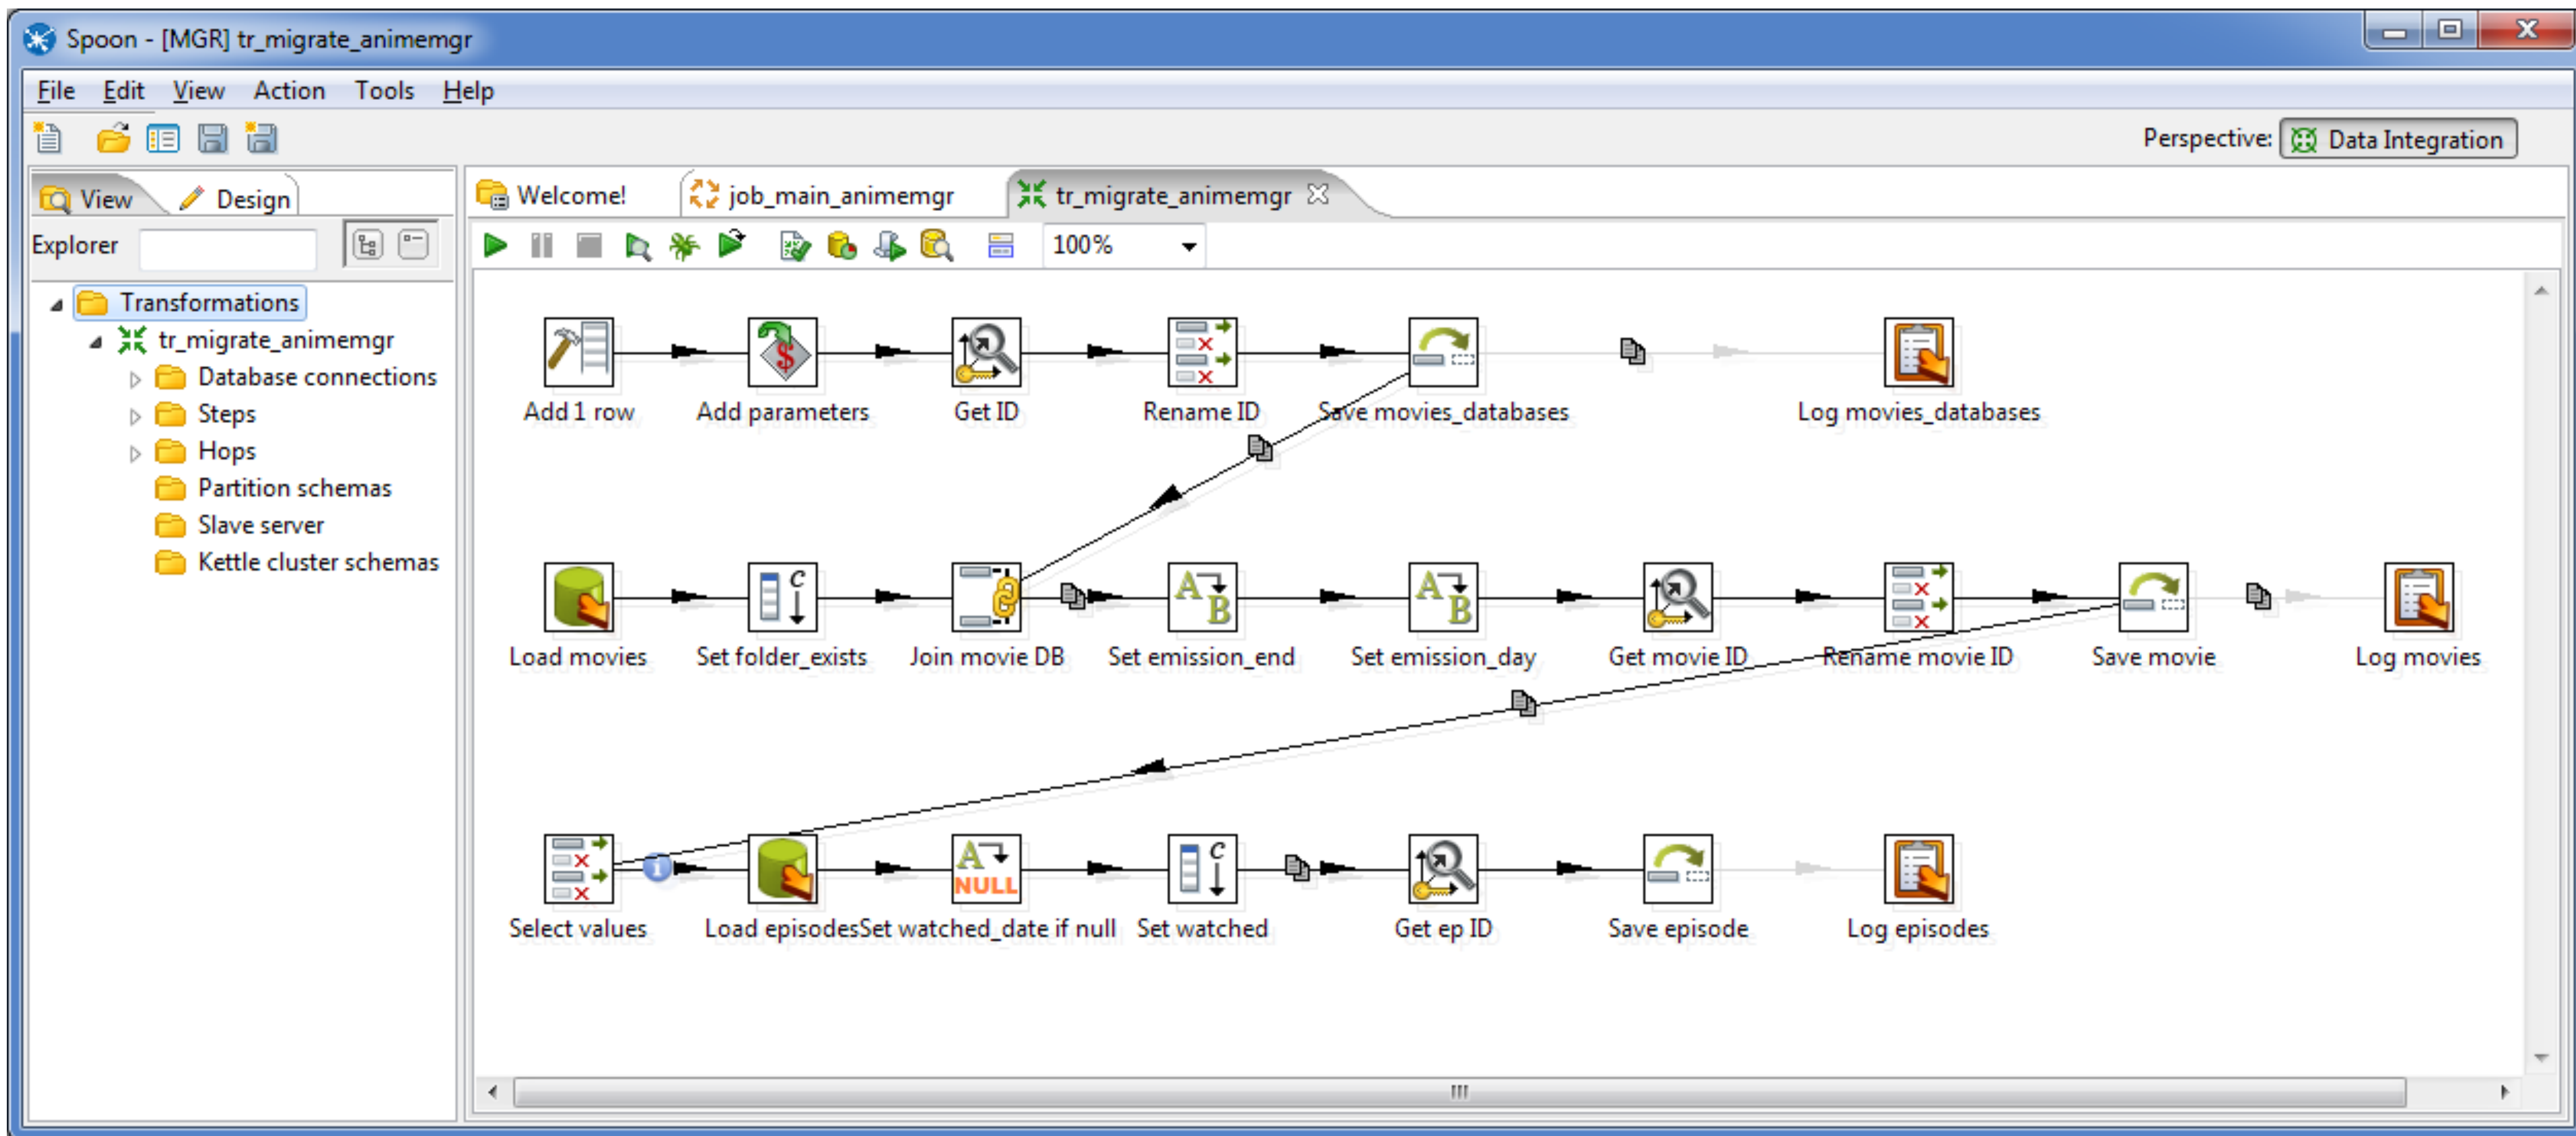 Spoon - [MGR] tr_migrate_animemgr
File Edit View Action Tools Help
Perspective: Data Integration
View Design
Welcome! job_main_animemgr tr_migrate_animemgr
Explorer
100%
Transformations
tr_migrate_animemgr
Database connections
Steps
Hops
Partition schemas
Slave server
Kettle cluster schemas
$
Add 1 row Add parameters Get ID Rename ID Save movies_databases Log movies_databases
C A B A B
Load movies Set folder_exists Join movie DB Set emission_end Set emission_day Get movie ID Rename movie ID Save movie Log movies
i A NULL C
Select values Load episodes Set watched_date if null Set watched Get ep ID Save episode Log episodes